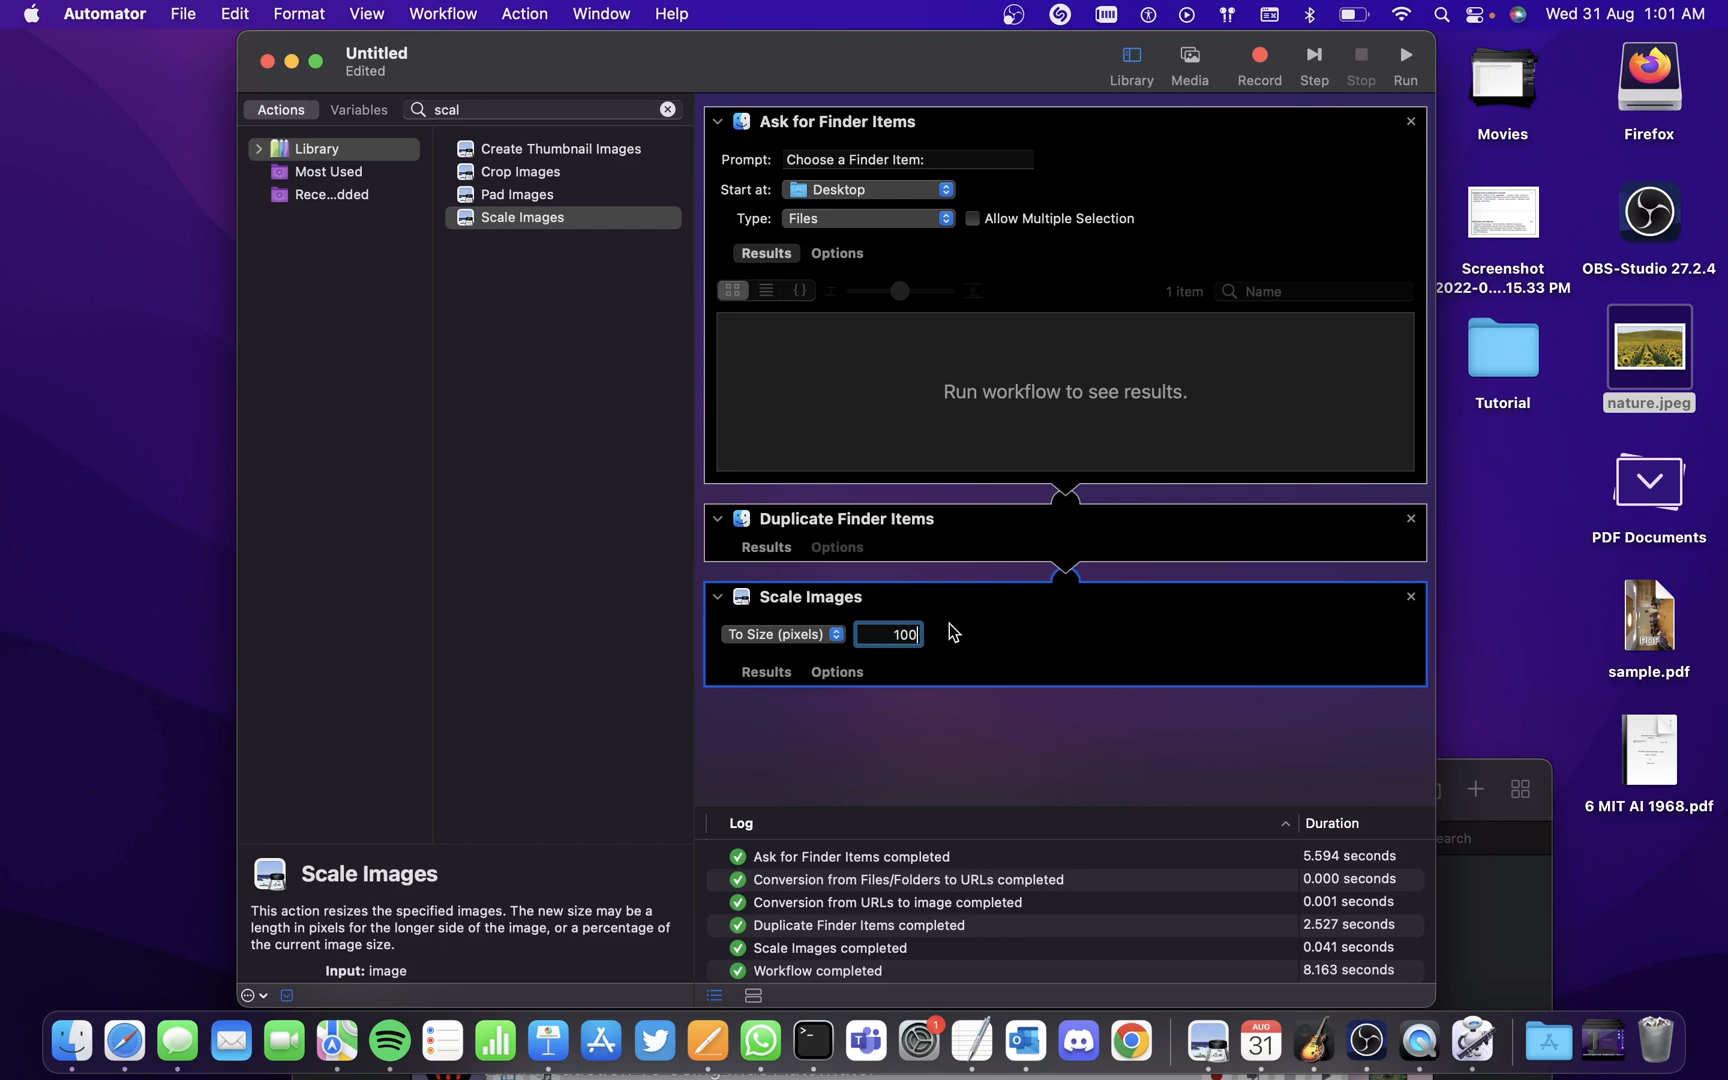 Automator File Edit Format View Workflow Action Window Help
Wed 31 Aug 1:01 AM
Untitled
Edited
Library Media Record Step Stop Run
Actions Variables scal
Library
Most Used
Rece...dded
Create Thumbnail Images
Crop Images
Pad Images
Scale Images
Ask for Finder Items
Prompt: Choose a Finder Item:
Start at: Desktop
Type: Files Allow Multiple Selection
Results Options
1 item Name
Run workflow to see results.
Duplicate Finder Items
Results Options
Scale Images
To Size (pixels) 100
Results Options
Log Duration
Ask for Finder Items completed 5.594 seconds
Conversion from Files/Folders to URLs completed 0.000 seconds
Conversion from URLs to image completed 0.001 seconds
Duplicate Finder Items completed 2.527 seconds
Scale Images completed 0.041 seconds
Workflow completed 8.163 seconds
Scale Images
This action resizes the specified images. The new size may be a
length in pixels for the longer side of the image, or a percentage of
the current image size.
Input: image
Movies
Firefox
Screenshot
2022-0....15.33 PM
OBS-Studio 27.2.4
Tutorial
nature.jpeg
PDF Documents
PDF
sample.pdf
6 MIT AI 1968.pdf
earch
1
AUG
31